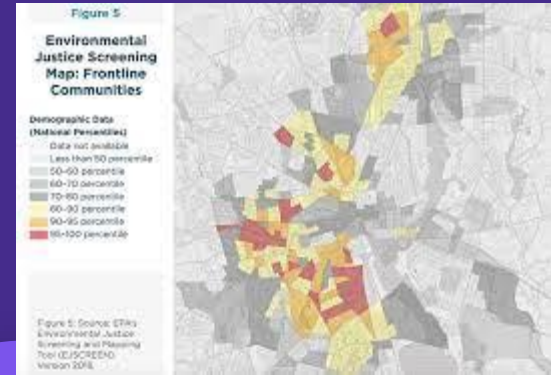 Figure 5
Environmental
Justice Screening
Map: Frontline
Communities
Demographic Data
(National Percentiles)
Data not available
Less than 50 percentile
50-60 percentile
60-70 percentile
70-80 percentile
80-90 percentile
90-95 percentile
95-100 percentile
Figure 5: Source: EPA's
Environmental Justice
Screening and Mapping
Tool (EJSCREEN)
Version 2018.